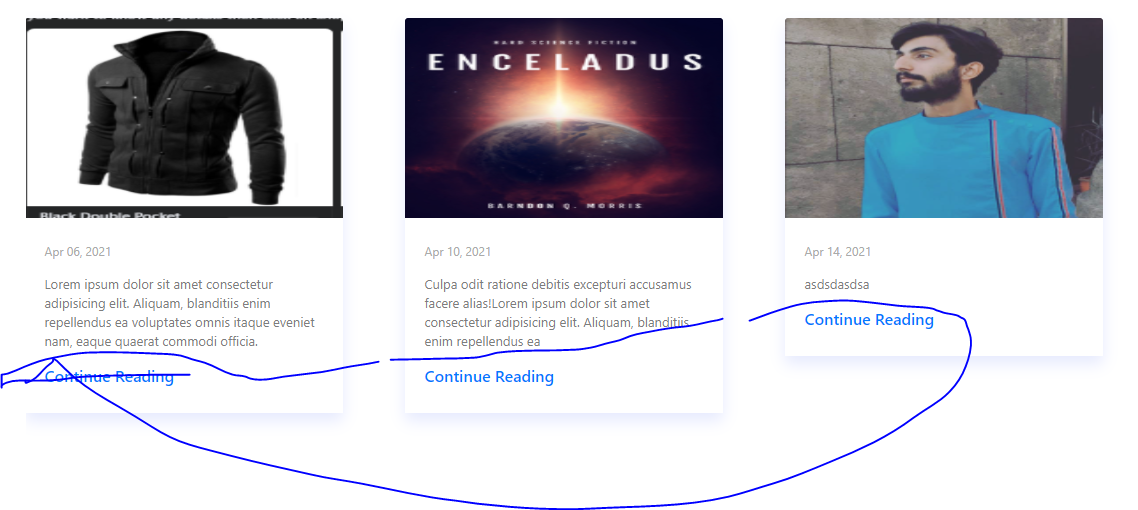 Black Double Pocket
Apr 06, 2021
Lorem ipsum dolor sit amet consectetur
adipisicing elit. Aliquam, blanditiis enim
repellendus ea voluptates omnis itaque eveniet
nam, eaque quaerat commodi officia.
Continue Reading
HARD SCIENCE FICTION
ENCELADUS
BARNDON Q. MORRIS
Apr 10, 2021
Culpa odit ratione debitis excepturi accusamus
facere alias!Lorem ipsum dolor sit amet
consectetur adipisicing elit. Aliquam, blanditiis
enim repellendus ea
Continue Reading
Apr 14, 2021
asdsdasdsa
Continue Reading